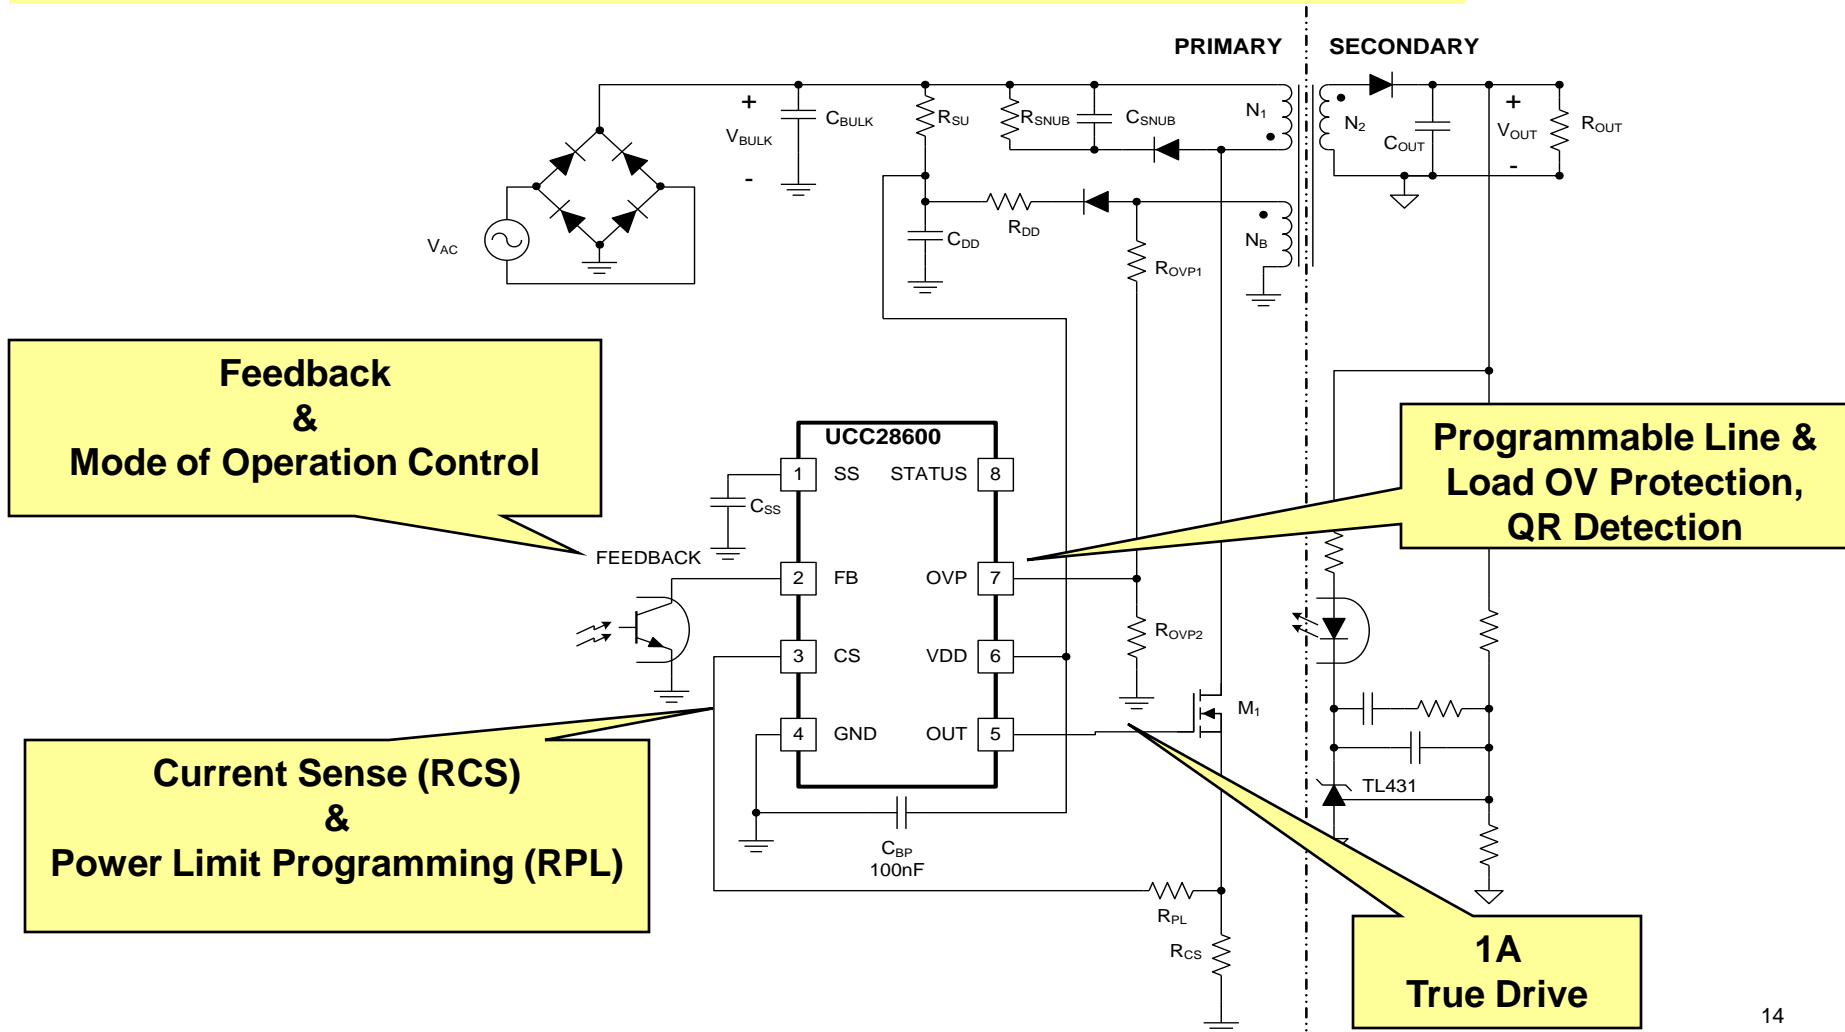 PRIMARY
SECONDARY
+
VBULK
-
CBULK
RSU
RSNUB
CSNUB
N1
N2
COUT
+
VOUT
-
ROUT
VAC
CDD
RDD
NB
ROVP1
Feedback
&
Mode of Operation Control
Programmable Line &
Load OV Protection,
QR Detection
UCC28600
1 SS STATUS 8
CSS
FEEDBACK
2 FB OVP 7
ROVP2
3 CS VDD 6
M1
4 GND OUT 5
TL431
Current Sense (RCS)
&
Power Limit Programming (RPL)
CBP
100nF
RPL
RCS
1A
True Drive
14